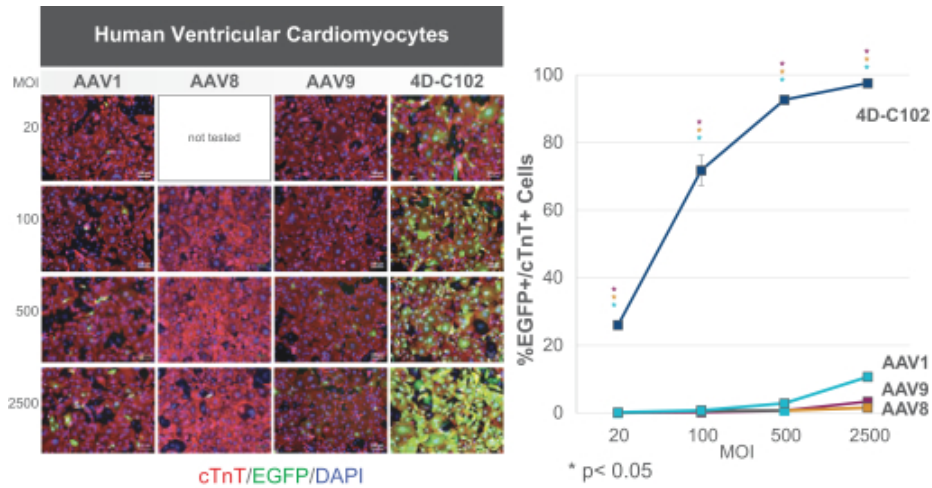 Human Ventricular Cardiomyocytes
MOI AAV1 AAV8 AAV9 4D-C102
20
not tested
100
500
2500
cTnT/EGFP/DAPI
%EGFP+/cTnT+ Cells
100
80
60
40
20
0
4D-C102
AAV1
AAV9
AAV8
20 100 500 2500
MOI
* p< 0.05